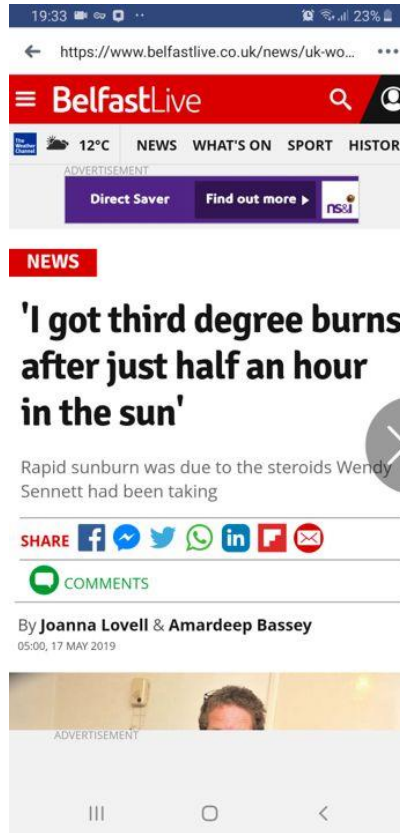 19:33
23%
https://www.belfastlive.co.uk/news/uk-wo...
BelfastLive
The Weather Channel
12°C NEWS WHAT'S ON SPORT HISTOR
ADVERTISEMENT
Direct Saver Find out more
ns&i
NEWS
'I got third degree burns
after just half an hour
in the sun'
Rapid sunburn was due to the steroids Wendy
Sennett had been taking
SHARE
COMMENTS
By Joanna Lovell & Amardeep Bassey
05:00, 17 MAY 2019
ADVERTISEMENT